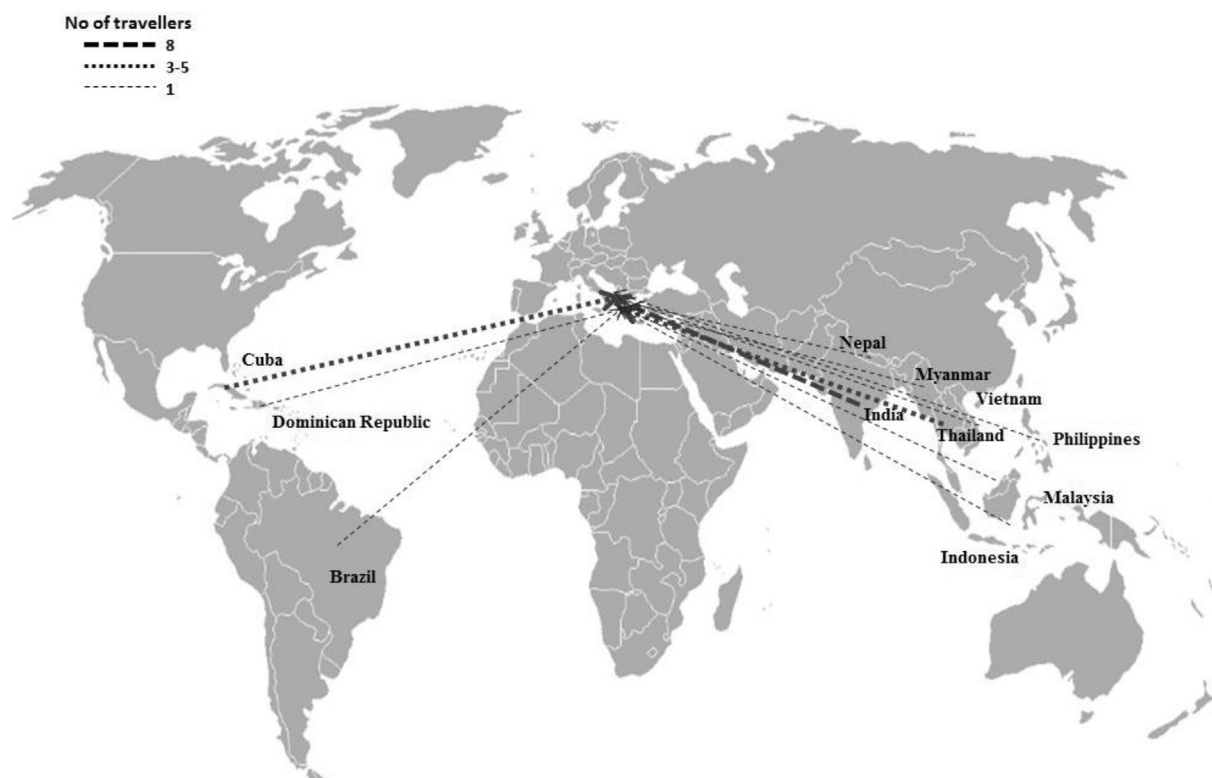 No of travellers
8
3-5
1
Cuba
Dominican Republic
Brazil
Nepal
Myanmar
Vietnam
India
Thailand
Philippines
Malaysia
Indonesia